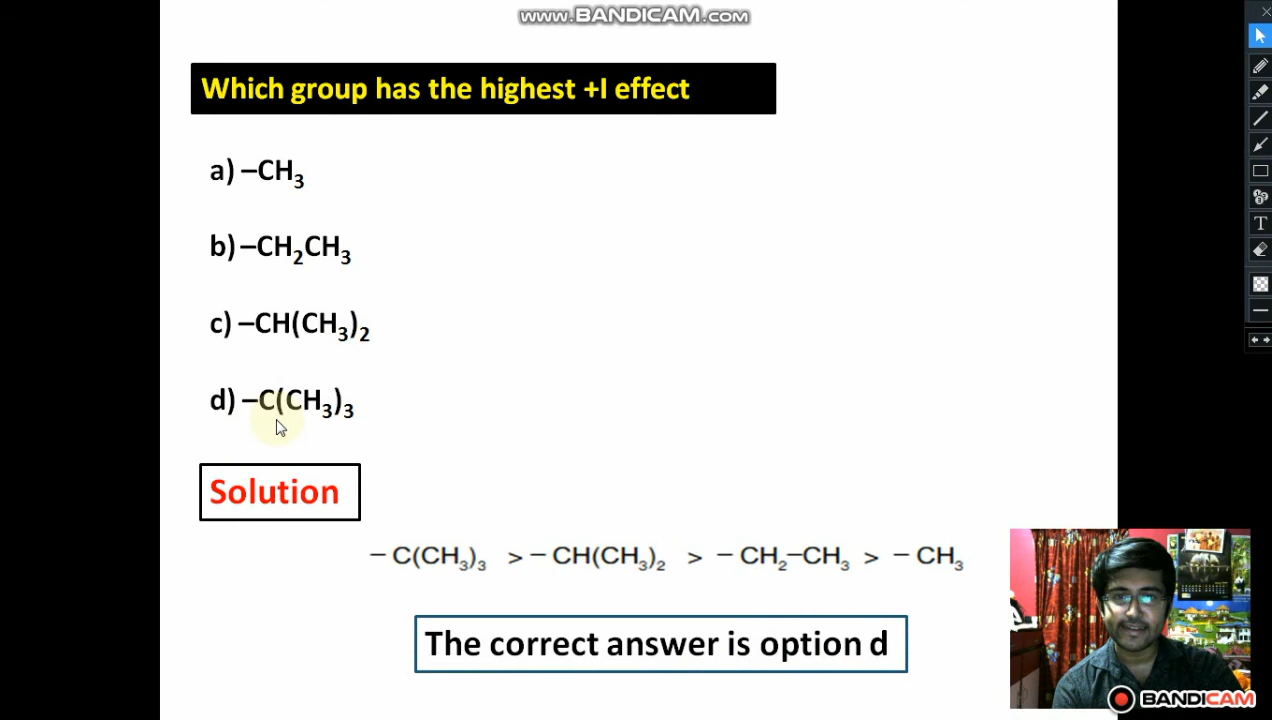 www.BANDICAM.com
Which group has the highest +I effect
a) –CH₃
b) –CH₂CH₃
c) –CH(CH₃)₂
d) –C(CH₃)₃
Solution
– C(CH₃)₃ > – CH(CH₃)₂ > – CH₂–CH₃ > – CH₃
The correct answer is option d
BANDICAM